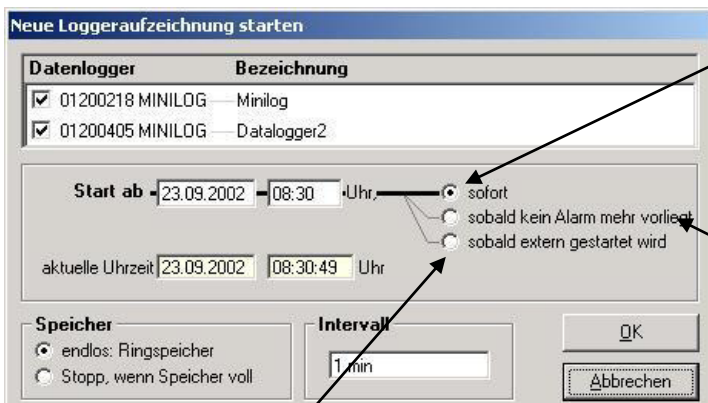 Neue Loggeraufzeichnung starten
Datenlogger Bezeichnung
01200218 MINILOG Minilog
01200405 MINILOG Datalogger2
Start ab 23.09.2002 08:30 Uhr, sofort
sobald kein Alarm mehr vorliegt
sobald extern gestartet wird
aktuelle Uhrzeit 23.09.2002 08:30:49 Uhr
Speicher
endlos: Ringspeicher
Stopp, wenn Speicher voll
Intervall
1 min
OK
Abbrechen